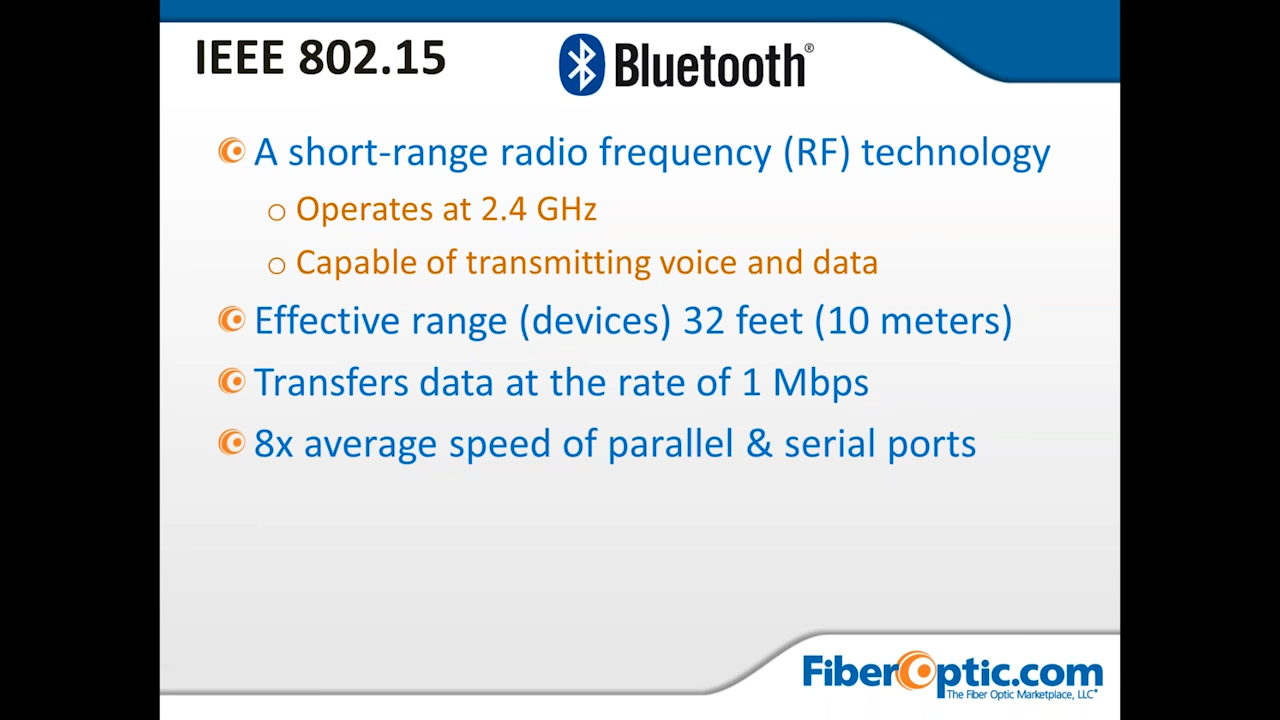 IEEE 802.15
Bluetooth®
A short-range radio frequency (RF) technology
Operates at 2.4 GHz
Capable of transmitting voice and data
Effective range (devices) 32 feet (10 meters)
Transfers data at the rate of 1 Mbps
8x average speed of parallel & serial ports
FiberOptic.com
The Fiber Optic Marketplace, LLC®